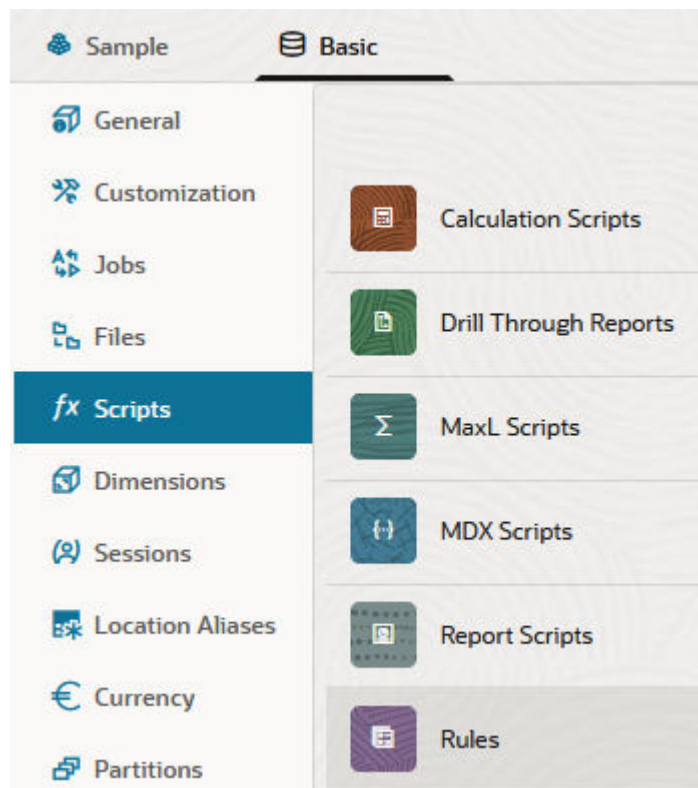 Sample
Basic
General
Customization
Jobs
Files
fx Scripts
Dimensions
Sessions
Location Aliases
Currency
Partitions
Calculation Scripts
Drill Through Reports
MaxL Scripts
MDX Scripts
Report Scripts
Rules